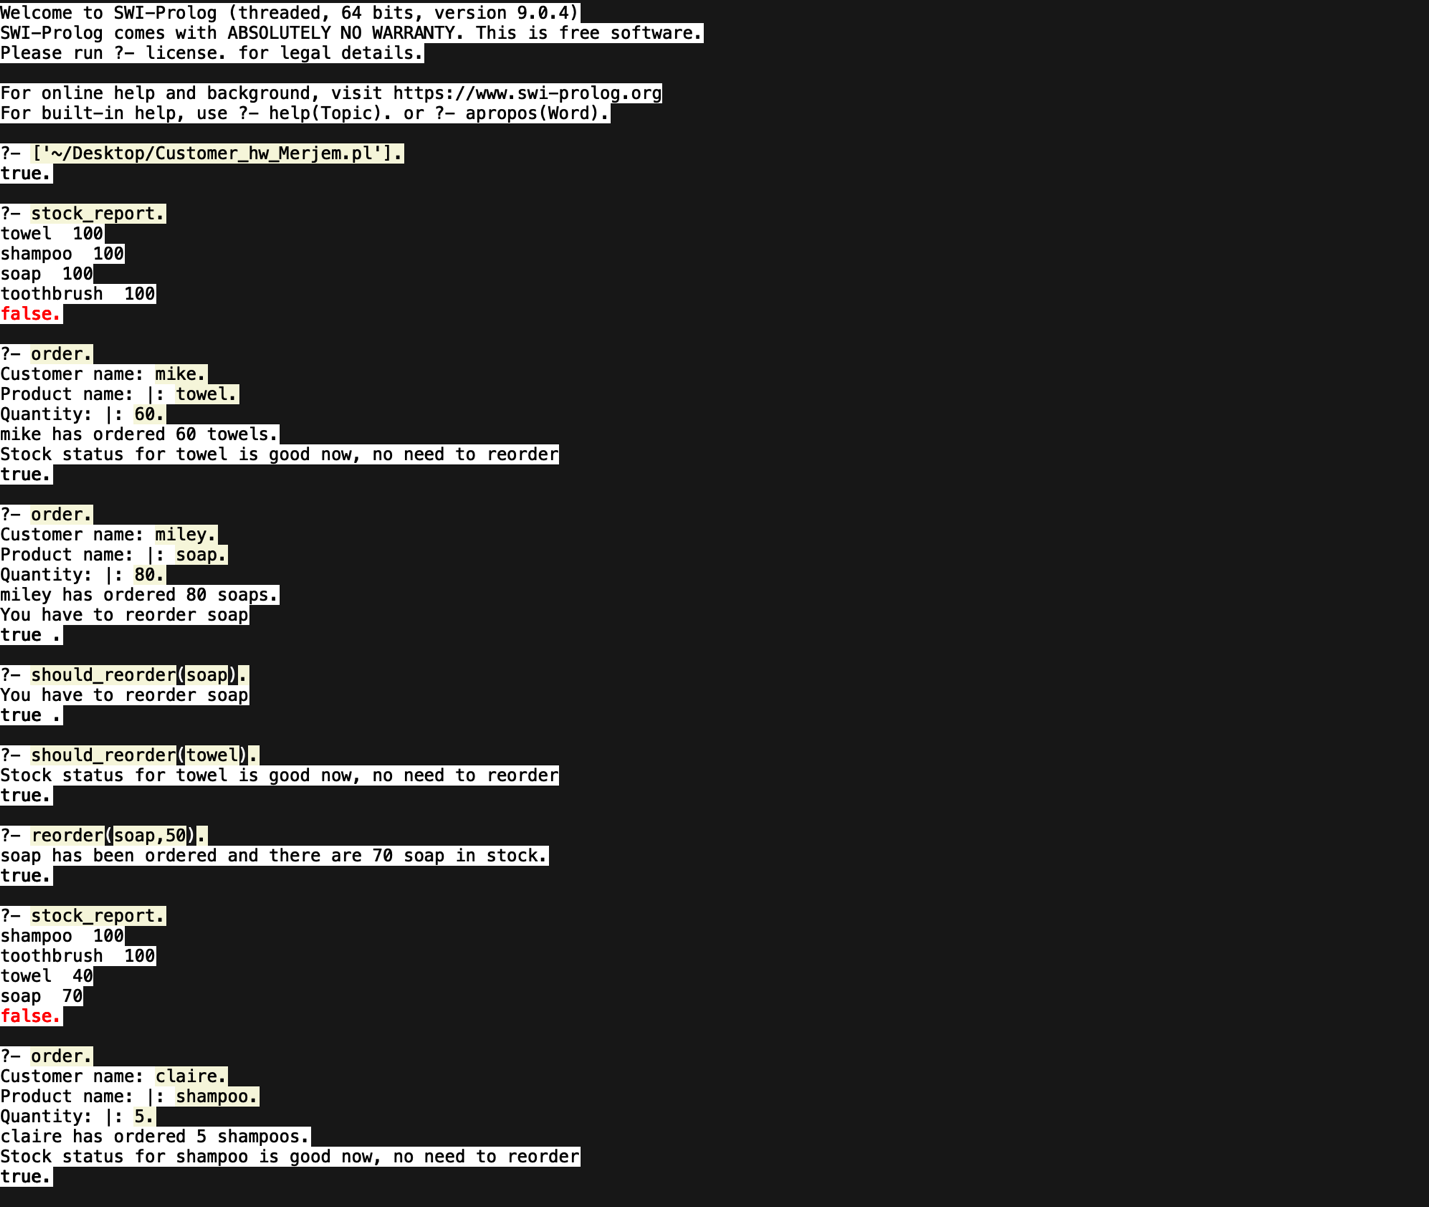 Welcome to SWI-Prolog (threaded, 64 bits, version 9.0.4)
SWI-Prolog comes with ABSOLUTELY NO WARRANTY. This is free software.
Please run ?- license. for legal details.

For online help and background, visit https://www.swi-prolog.org
For built-in help, use ?- help(Topic). or ?- apropos(Word).

?- ['~/Desktop/Customer_hw_Merjem.pl'].
true.

?- stock_report.
towel  100
shampoo  100
soap  100
toothbrush  100
false.

?- order.
Customer name: mike.
Product name: |: towel.
Quantity: |: 60.
mike has ordered 60 towels.
Stock status for towel is good now, no need to reorder
true.

?- order.
Customer name: miley.
Product name: |: soap.
Quantity: |: 80.
miley has ordered 80 soaps.
You have to reorder soap
true .

?- should_reorder(soap).
You have to reorder soap
true .

?- should_reorder(towel).
Stock status for towel is good now, no need to reorder
true.

?- reorder(soap,50).
soap has been ordered and there are 70 soap in stock.
true.

?- stock_report.
shampoo  100
toothbrush  100
towel  40
soap  70
false.

?- order.
Customer name: claire.
Product name: |: shampoo.
Quantity: |: 5.
claire has ordered 5 shampoos.
Stock status for shampoo is good now, no need to reorder
true.